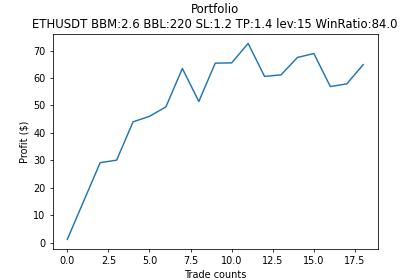 Portfolio
ETHUSDT BBM:2.6 BBL:220 SL:1.2 TP:1.4 lev:15 WinRatio:84.0
70
60
50
40
30
20
10
0
Profit ($)
0.0 2.5 5.0 7.5 10.0 12.5 15.0 17.5
Trade counts